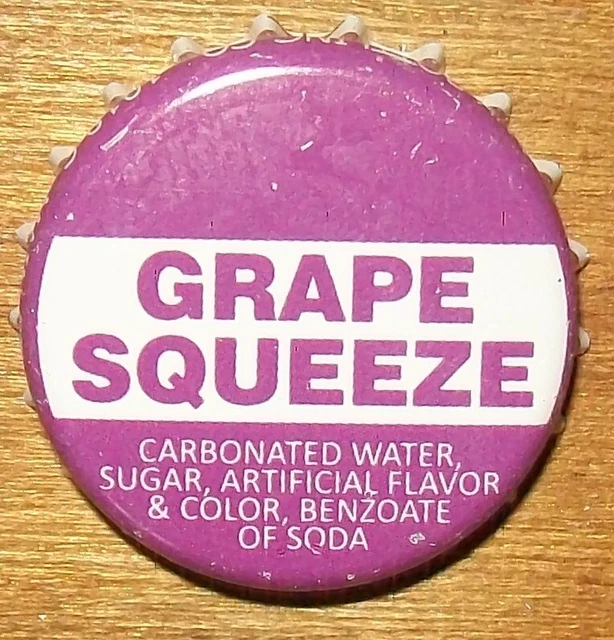 GRAPE
SQUEEZE
CARBONATED WATER,
SUGAR, ARTIFICIAL FLAVOR
& COLOR, BENZOATE
OF SODA